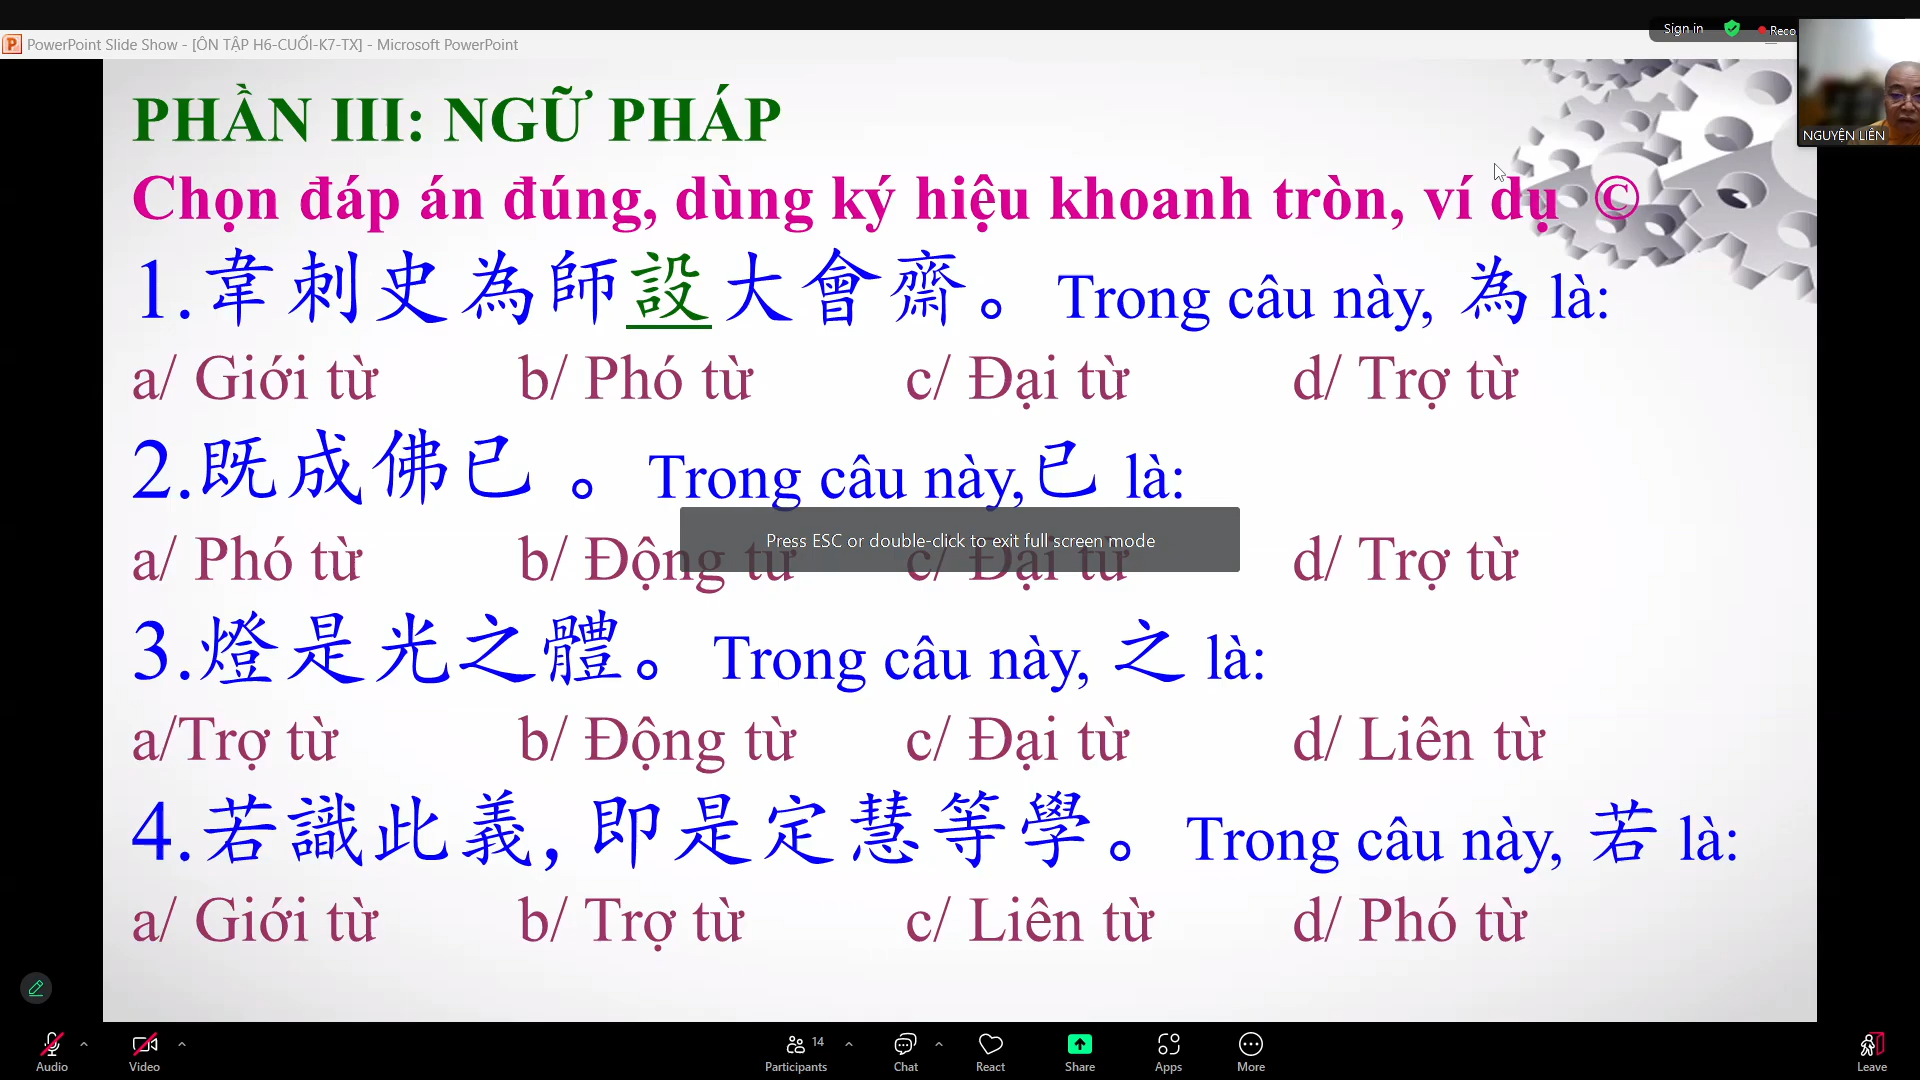 Sign in
Reco
PowerPoint Slide Show - [ÔN TẬP H6-CUỐI-K7-TX] - Microsoft PowerPoint
NGUYỆN LIÊN
PHẦN III: NGỮ PHÁP
Chọn đáp án đúng, dùng ký hiệu khoanh tròn, ví dụ ©
1.韋刺史為師設大會齋。Trong câu này, 為 là:
a/ Giới từ b/ Phó từ c/ Đại từ d/ Trợ từ
2.既成佛已。Trong câu này,已 là:
Press ESC or double-click to exit full screen mode
a/ Phó từ b/ Động từ c/ Đại từ d/ Trợ từ
3.燈是光之體。Trong câu này, 之 là:
a/Trợ từ b/ Động từ c/ Đại từ d/ Liên từ
4.若識此義,即是定慧等學。Trong câu này, 若 là:
a/ Giới từ b/ Trợ từ c/ Liên từ d/ Phó từ
Audio Video Participants 14 Chat React Share Apps More Leave